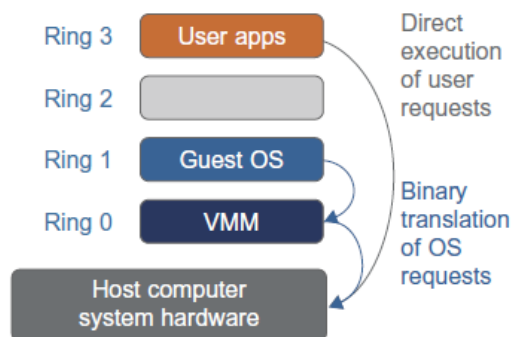 Ring 3
User apps
Direct
execution
of user
requests
Ring 2
Ring 1
Guest OS
Ring 0
VMM
Binary
translation
of OS
requests
Host computer
system hardware